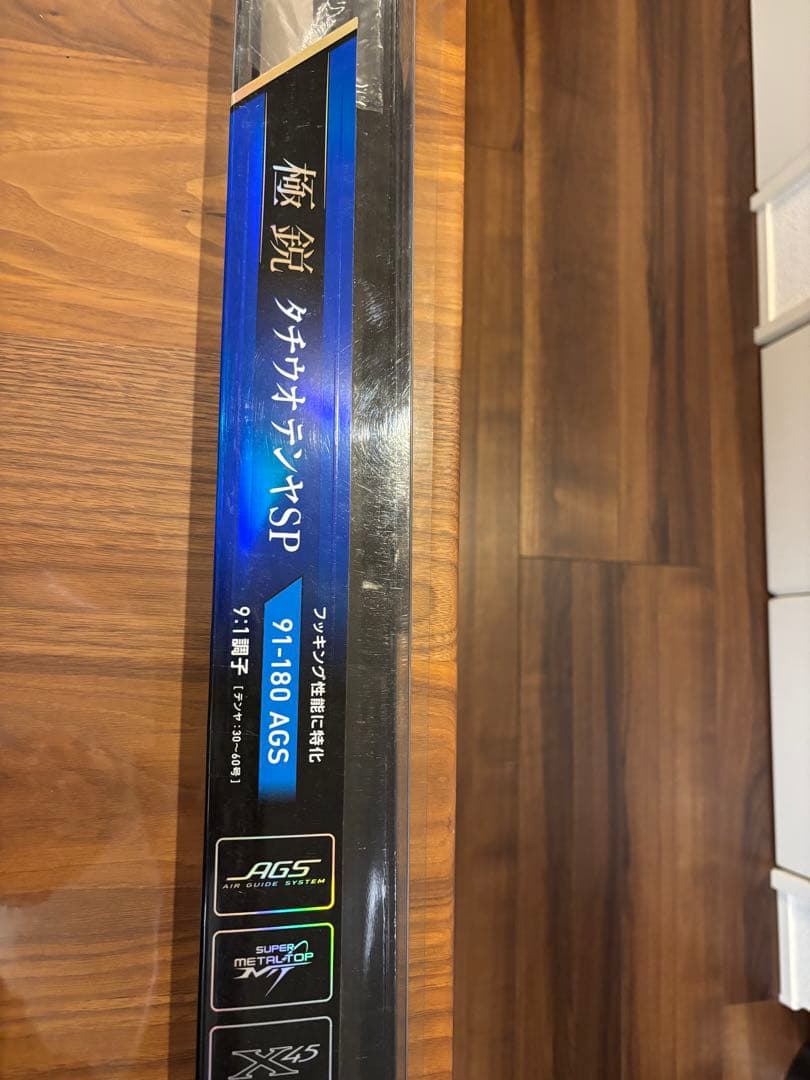 極鋭 タチウオテンヤSP
フッキング性能に特化
91-180 AGS
9:1調子 [テンヤ:30〜60号]
AGS
AIR GUIDE SYSTEM
SUPER
METAL-TOP
MT
X45